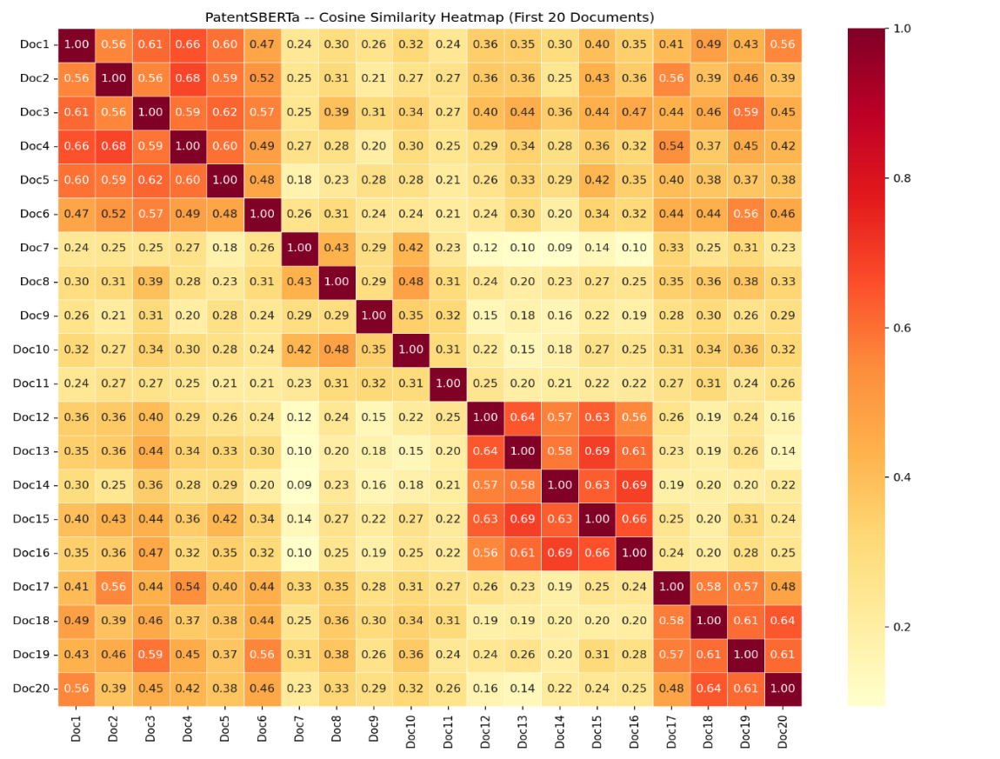 PatentSBERTa -- Cosine Similarity Heatmap (First 20 Documents)
Doc1 1.00 0.56 0.61 0.66 0.60 0.47 0.24 0.30 0.26 0.32 0.24 0.36 0.35 0.30 0.40 0.35 0.41 0.49 0.43 0.56
Doc2 0.56 1.00 0.56 0.68 0.59 0.52 0.25 0.31 0.21 0.27 0.27 0.36 0.36 0.25 0.43 0.36 0.56 0.39 0.46 0.39
Doc3 0.61 0.56 1.00 0.59 0.62 0.57 0.25 0.39 0.31 0.34 0.27 0.40 0.44 0.36 0.44 0.47 0.44 0.46 0.59 0.45
Doc4 0.66 0.68 0.59 1.00 0.60 0.49 0.27 0.28 0.20 0.30 0.25 0.29 0.34 0.28 0.36 0.32 0.54 0.37 0.45 0.42
Doc5 0.60 0.59 0.62 0.60 1.00 0.48 0.18 0.23 0.28 0.28 0.21 0.26 0.33 0.29 0.42 0.35 0.40 0.38 0.37 0.38
Doc6 0.47 0.52 0.57 0.49 0.48 1.00 0.26 0.31 0.24 0.24 0.21 0.24 0.30 0.20 0.34 0.32 0.44 0.44 0.56 0.46
Doc7 0.24 0.25 0.25 0.27 0.18 0.26 1.00 0.43 0.29 0.42 0.23 0.12 0.10 0.09 0.14 0.10 0.33 0.25 0.31 0.23
Doc8 0.30 0.31 0.39 0.28 0.23 0.31 0.43 1.00 0.29 0.48 0.31 0.24 0.20 0.23 0.27 0.25 0.35 0.36 0.38 0.33
Doc9 0.26 0.21 0.31 0.20 0.28 0.24 0.29 0.29 1.00 0.35 0.32 0.15 0.18 0.16 0.22 0.19 0.28 0.30 0.26 0.29
Doc10 0.32 0.27 0.34 0.30 0.28 0.24 0.42 0.48 0.35 1.00 0.31 0.22 0.15 0.18 0.27 0.25 0.31 0.34 0.36 0.32
Doc11 0.24 0.27 0.27 0.25 0.21 0.21 0.23 0.31 0.32 0.31 1.00 0.25 0.20 0.21 0.22 0.22 0.27 0.31 0.24 0.26
Doc12 0.36 0.36 0.40 0.29 0.26 0.24 0.12 0.24 0.15 0.22 0.25 1.00 0.64 0.57 0.63 0.56 0.26 0.19 0.24 0.16
Doc13 0.35 0.36 0.44 0.34 0.33 0.30 0.10 0.20 0.18 0.15 0.20 0.64 1.00 0.58 0.69 0.61 0.23 0.19 0.26 0.14
Doc14 0.30 0.25 0.36 0.28 0.29 0.20 0.09 0.23 0.16 0.18 0.21 0.57 0.58 1.00 0.63 0.69 0.19 0.20 0.20 0.22
Doc15 0.40 0.43 0.44 0.36 0.42 0.34 0.14 0.27 0.22 0.27 0.22 0.63 0.69 0.63 1.00 0.66 0.25 0.20 0.31 0.24
Doc16 0.35 0.36 0.47 0.32 0.35 0.32 0.10 0.25 0.19 0.25 0.22 0.56 0.61 0.69 0.66 1.00 0.24 0.20 0.28 0.25
Doc17 0.41 0.56 0.44 0.54 0.40 0.44 0.33 0.35 0.28 0.31 0.27 0.26 0.23 0.19 0.25 0.24 1.00 0.58 0.57 0.48
Doc18 0.49 0.39 0.46 0.37 0.38 0.44 0.25 0.36 0.30 0.34 0.31 0.19 0.19 0.20 0.20 0.20 0.58 1.00 0.61 0.64
Doc19 0.43 0.46 0.59 0.45 0.37 0.56 0.31 0.38 0.26 0.36 0.24 0.24 0.26 0.20 0.31 0.28 0.57 0.61 1.00 0.61
Doc20 0.56 0.39 0.45 0.42 0.38 0.46 0.23 0.33 0.29 0.32 0.26 0.16 0.14 0.22 0.24 0.25 0.48 0.64 0.61 1.00
Doc1 Doc2 Doc3 Doc4 Doc5 Doc6 Doc7 Doc8 Doc9 Doc10 Doc11 Doc12 Doc13 Doc14 Doc15 Doc16 Doc17 Doc18 Doc19 Doc20
1.0
0.8
0.6
0.4
0.2